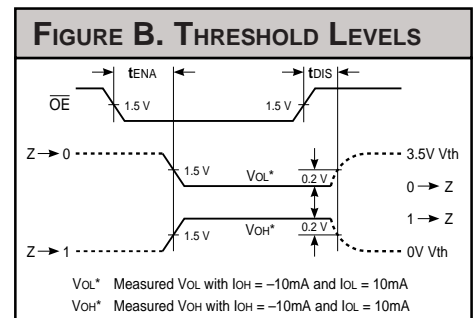 FIGURE B. THRESHOLD LEVELS
tENA tDIS
OE 1.5 V 1.5 V
Z 0 3.5V Vth
1.5 V VOL* 0.2 V
0 Z
1 Z
1.5 V VOH* 0.2 V
Z 1 0V Vth
VOL* Measured VOL with IOH = –10mA and IOL = 10mA
VOH* Measured VOH with IOH = –10mA and IOL = 10mA